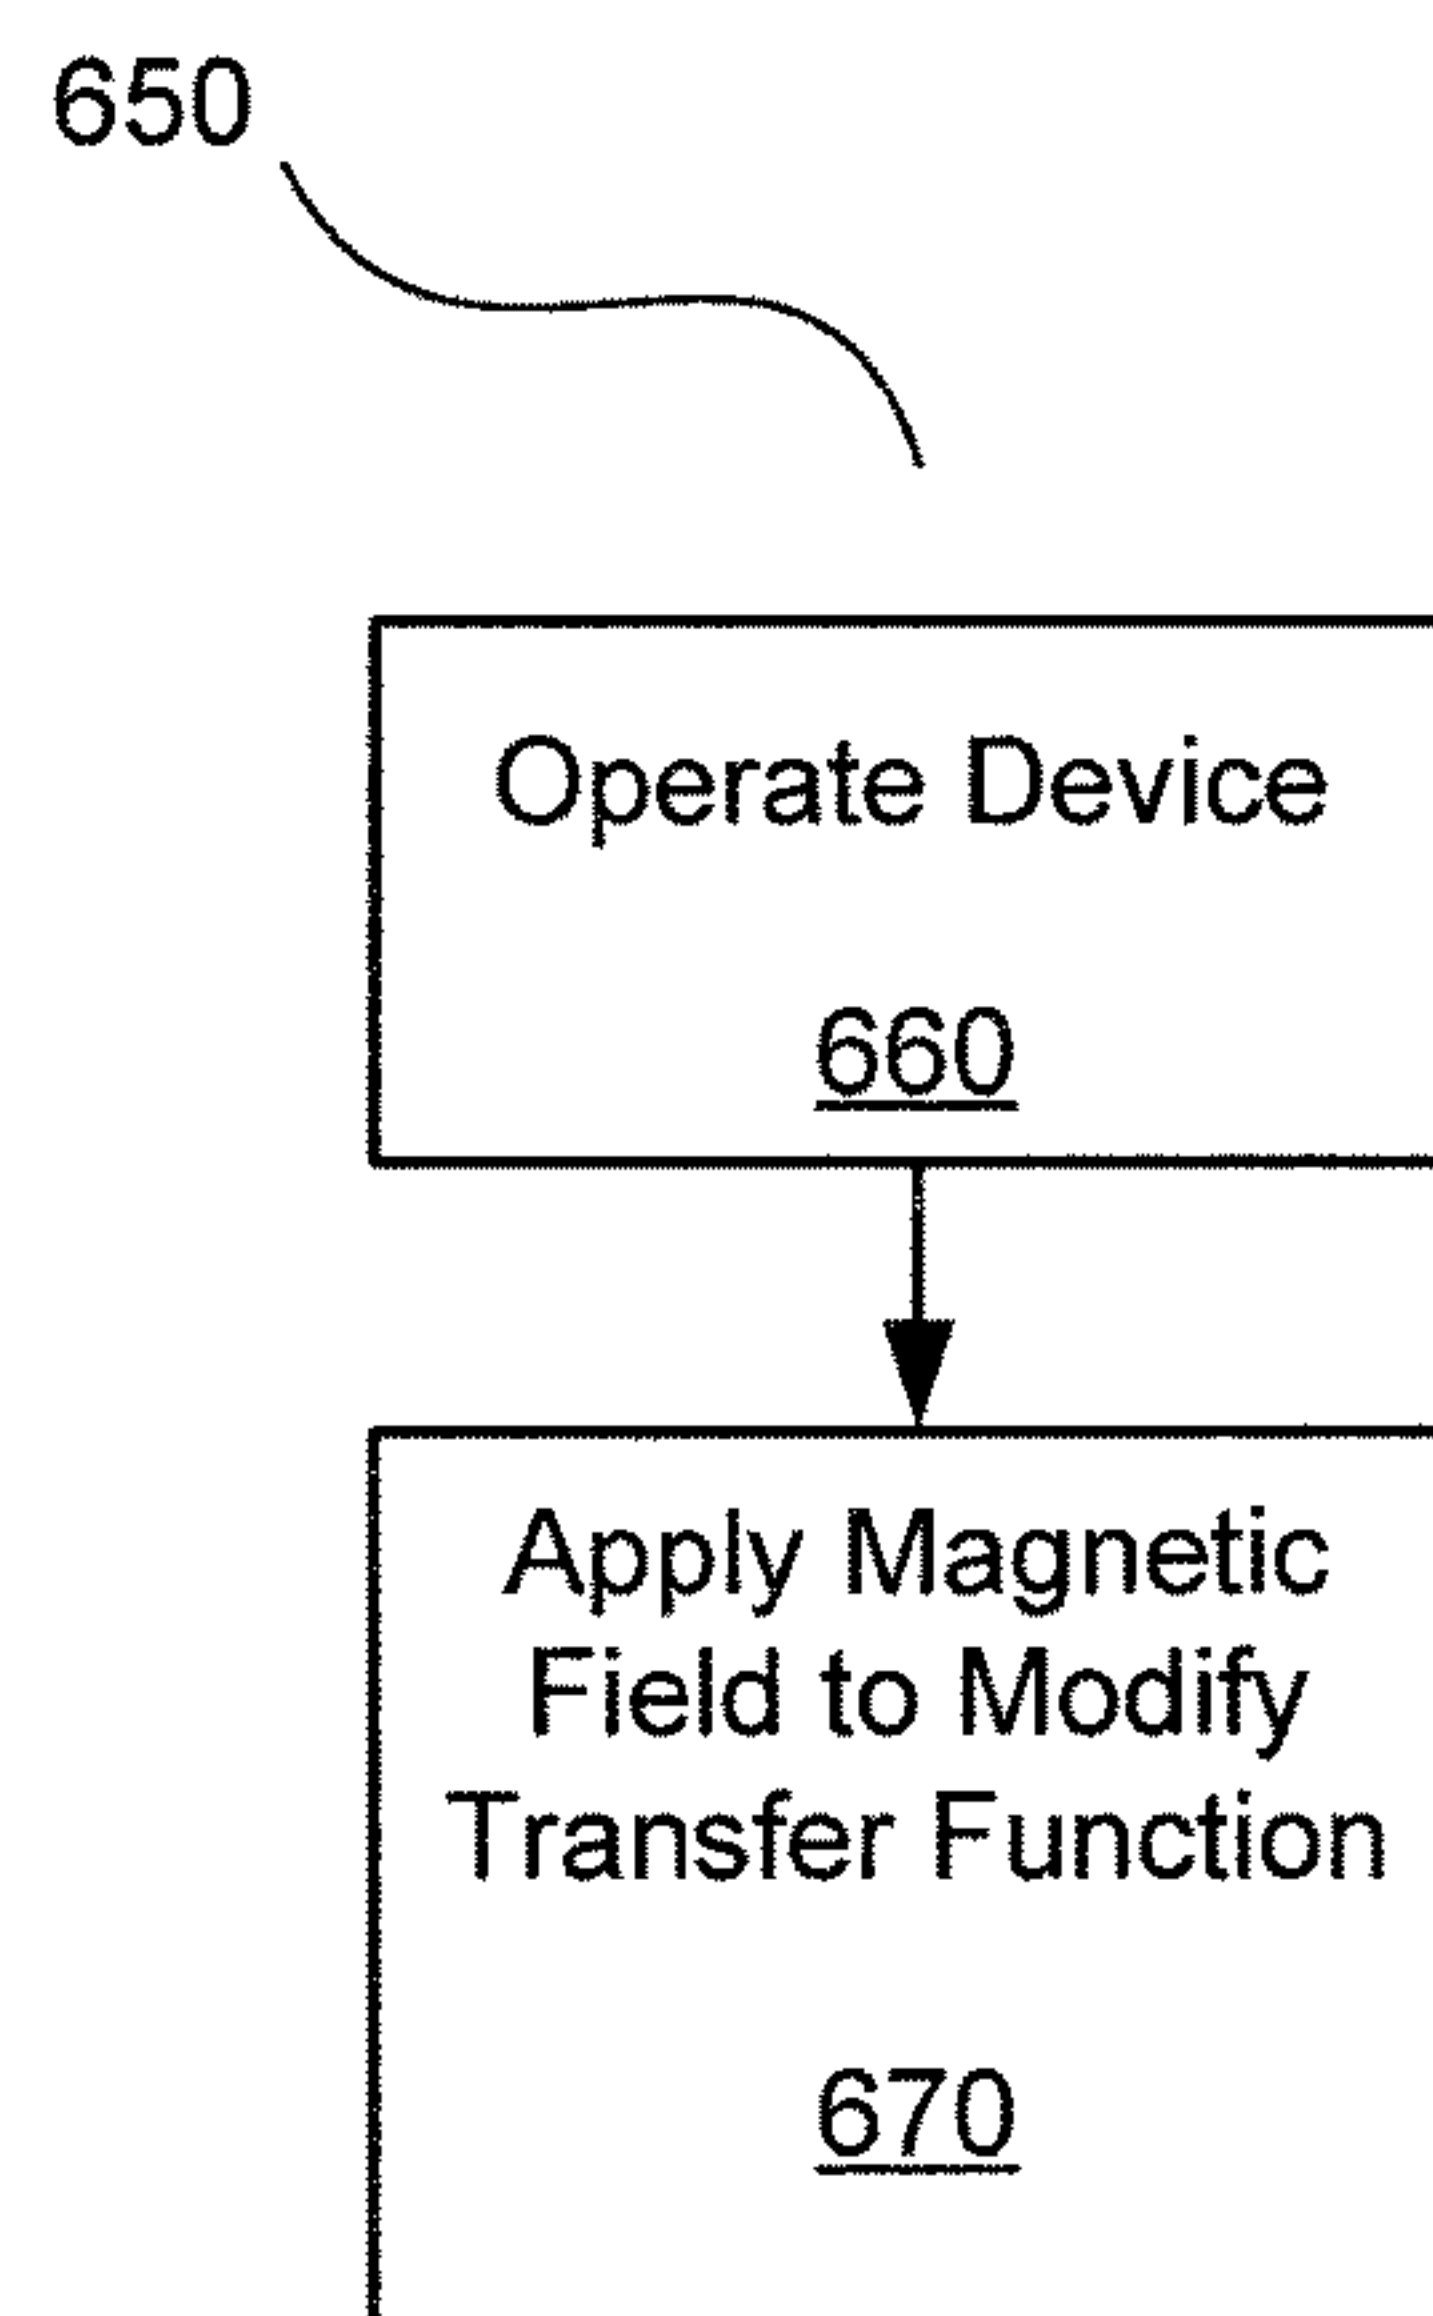 650
Operate Device
660
Apply Magnetic
Field to Modify
Transfer Function
670